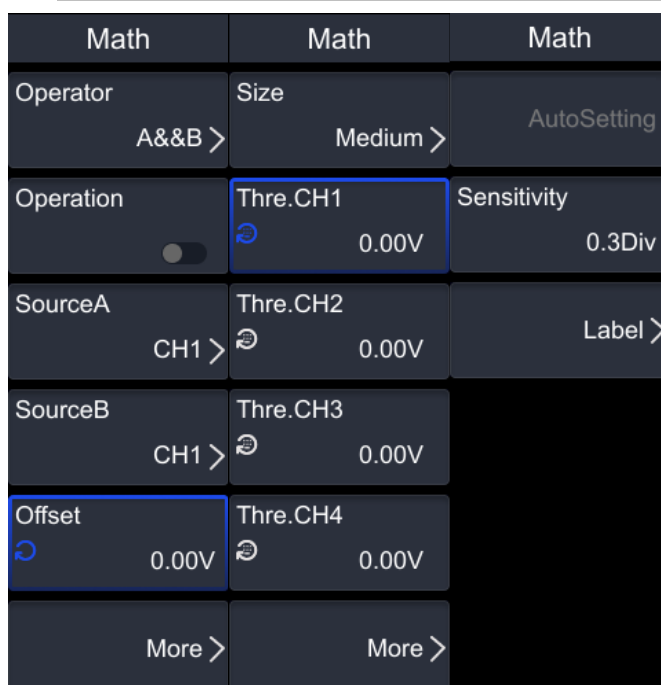 Math
Operator
A&&B
Operation
SourceA
CH1
SourceB
CH1
Offset
0.00V
More
Math
Size
Medium
Thre.CH1
0.00V
Thre.CH2
0.00V
Thre.CH3
0.00V
Thre.CH4
0.00V
More
Math
AutoSetting
Sensitivity
0.3Div
Label